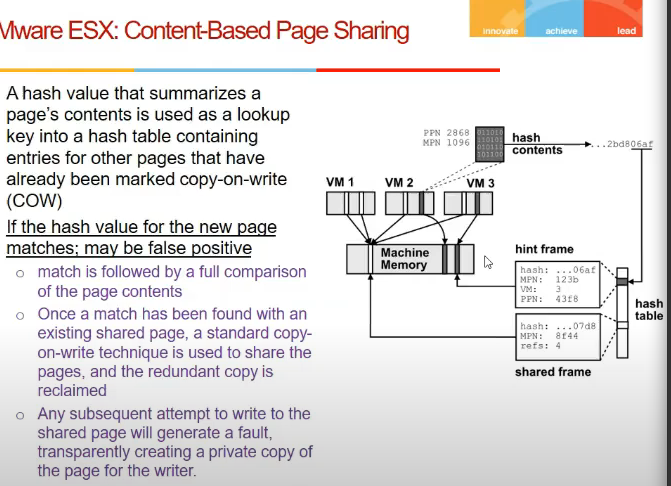 Mware ESX: Content-Based Page Sharing
innovate
achieve
lead
A hash value that summarizes a
page's contents is used as a lookup
key into a hash table containing
entries for other pages that have
already been marked copy-on-write
(COW)
If the hash value for the new page
matches; may be false positive
o match is followed by a full comparison
of the page contents
o Once a match has been found with an
existing shared page, a standard copy-
on-write technique is used to share the
pages, and the redundant copy is
reclaimed
o Any subsequent attempt to write to the
shared page will generate a fault,
transparently creating a private copy of
the page for the writer.
PPN 2868
MPN 1096
011010
110101
010111
101100
hash
contents
...2bd806af
VM 1
VM 2
VM 3
Machine
Memory
hint frame
hash: ...06af
MPN: 123b
VM: 3
PPN: 43f8
hash
table
hash: ...07d8
MPN: 8f44
refs: 4
shared frame